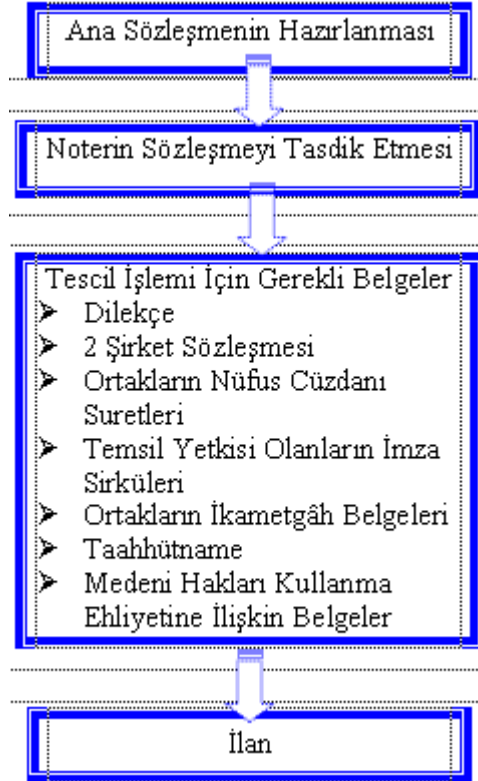 Ana Sözleşmenin Hazırlanması
Noterin Sözleşmeyi Tasdik Etmesi
Tescil İşlemi İçin Gerekli Belgeler
➢ Dilekçe
➢ 2 Şirket Sözleşmesi
➢ Ortakların Nüfus Cüzdanı
Suretleri
➢ Temsil Yetkisi Olanların İmza
Sirküleri
➢ Ortakların İkametgâh Belgeleri
➢ Taahhütname
➢ Medeni Hakları Kullanma
Ehliyetine İlişkin Belgeler
İlan